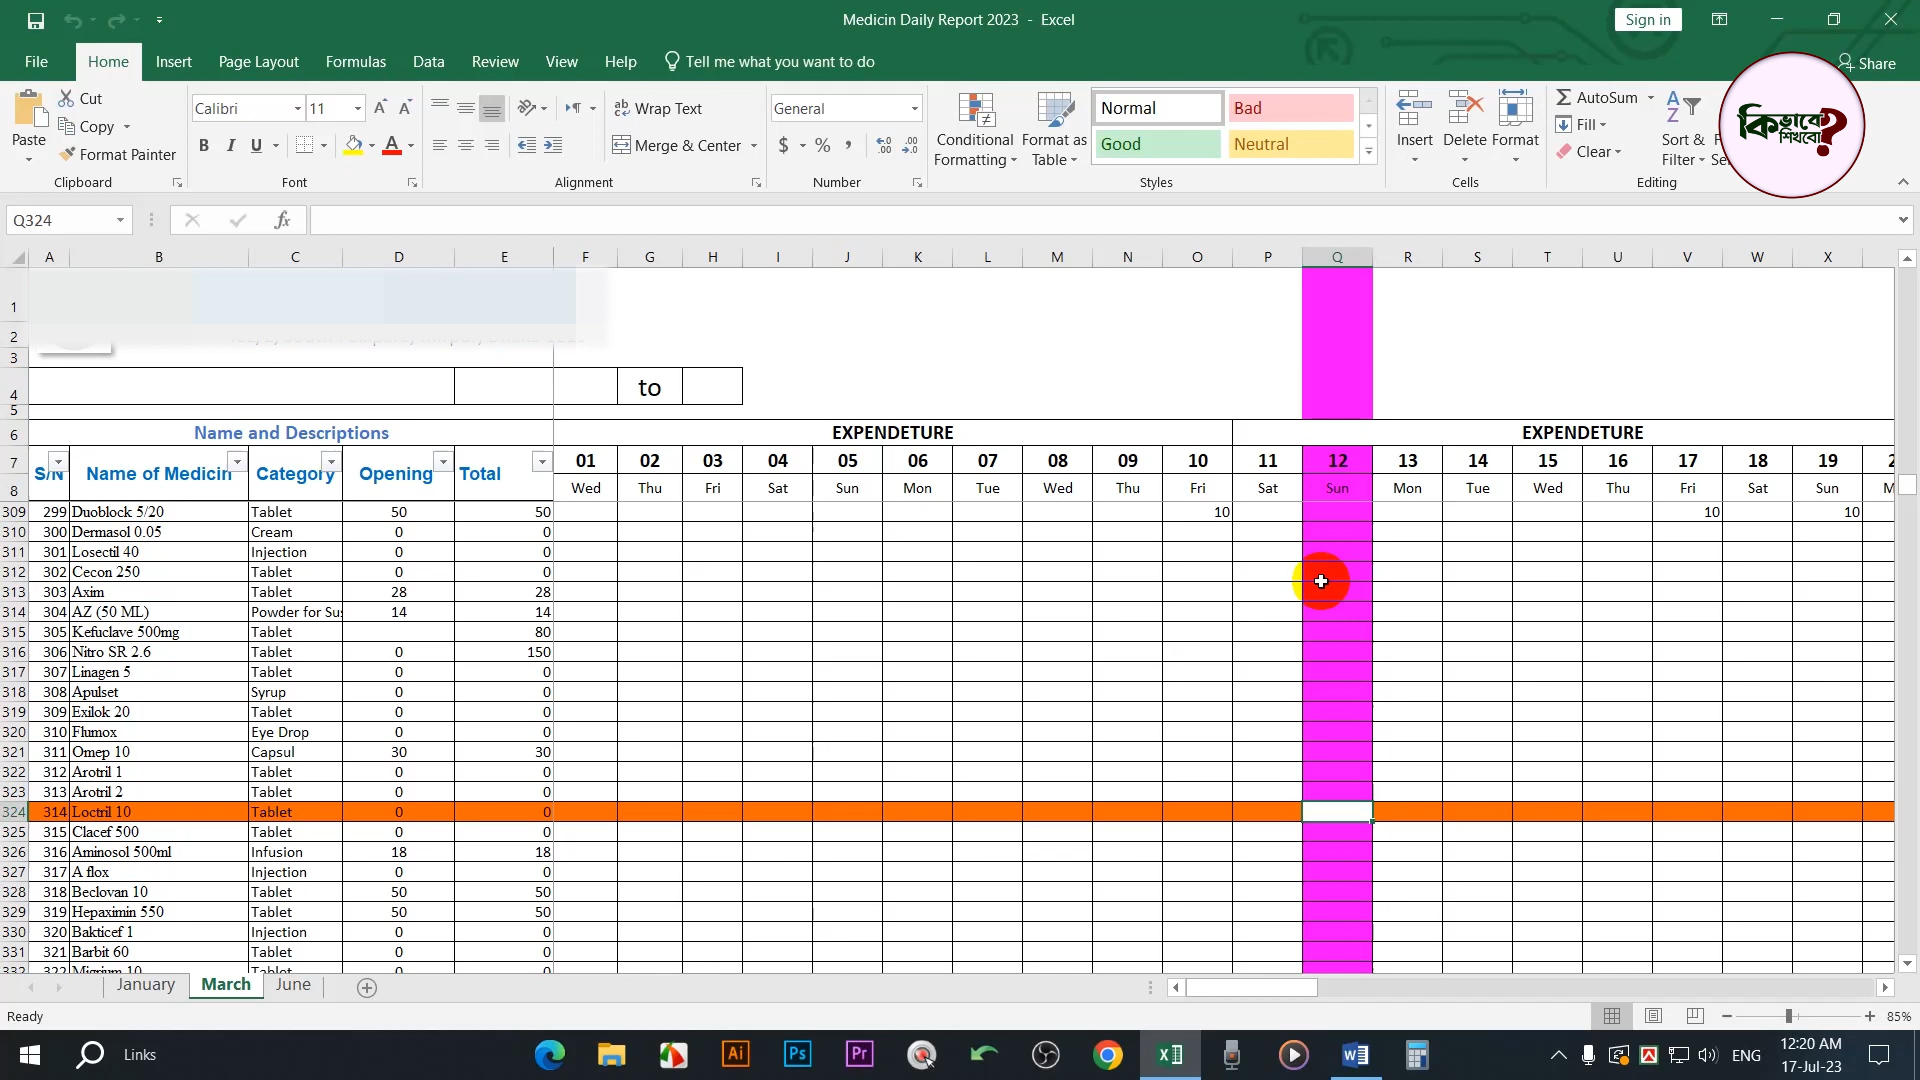 Medicin Daily Report 2023 - Excel
Sign in
File Home Insert Page Layout Formulas Data Review View Help Tell me what you want to do Share
Paste Cut Copy Format Painter Clipboard
Calibri 11 B I U A Font
Wrap Text Merge & Center Alignment
General $ % Number
Conditional Formatting Format as Table Normal Bad Good Neutral Styles
Insert Delete Format Cells
AutoSum Fill Clear Sort & Filter Editing
কিভাবে শিখবো?
Q324 fx
A B C D E F G H I J K L M N O P Q R S T U V W X
1
2
3
4 to
5
6 Name and Descriptions EXPENDETURE EXPENDETURE
7 S/N Name of Medicin Category Opening Total 01 02 03 04 05 06 07 08 09 10 11 12 13 14 15 16 17 18 19 2
8 Wed Thu Fri Sat Sun Mon Tue Wed Thu Fri Sat Sun Mon Tue Wed Thu Fri Sat Sun M
309 299 Duoblock 5/20 Tablet 50 50 10 10 10
310 300 Dermasol 0.05 Cream 0 0
311 301 Losectil 40 Injection 0 0
312 302 Cecon 250 Tablet 0 0
313 303 Axim Tablet 28 28
314 304 AZ (50 ML) Powder for Sus 14 14
315 305 Kefuclave 500mg Tablet 80
316 306 Nitro SR 2.6 Tablet 0 150
317 307 Linagen 5 Tablet 0 0
318 308 Apulset Syrup 0 0
319 309 Exilok 20 Tablet 0 0
320 310 Flumox Eye Drop 0 0
321 311 Omep 10 Capsul 30 30
322 312 Arotril 1 Tablet 0 0
323 313 Arotril 2 Tablet 0 0
324 314 Loctril 10 Tablet 0 0
325 315 Clacef 500 Tablet 0 0
326 316 Aminosol 500ml Infusion 18 18
327 317 A flox Injection 0 0
328 318 Beclovan 10 Tablet 50 50
329 319 Hepaximin 550 Tablet 50 50
330 320 Bakticef 1 Injection 0 0
331 321 Barbit 60 Tablet 0 0
332 322 Migrium 10 Tablet 0 0
January March June
Ready 85%
Links Ai Ps Pr ENG 12:20 AM
17-Jul-23